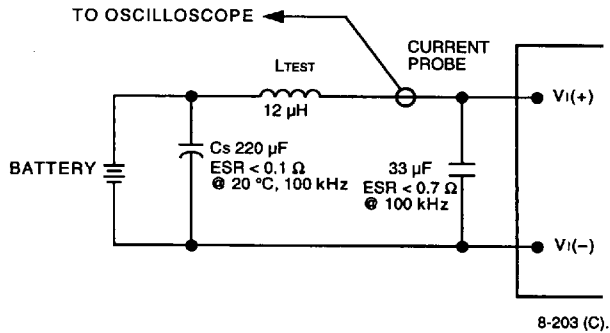 TO OSCILLOSCOPE
CURRENT
PROBE
LTEST
12 μH
VI(+)
BATTERY
Cs 220 μF
ESR < 0.1 Ω
@ 20 °C, 100 kHz
33 μF
ESR < 0.7 Ω
@ 100 kHz
VI(–)
8-203 (C).